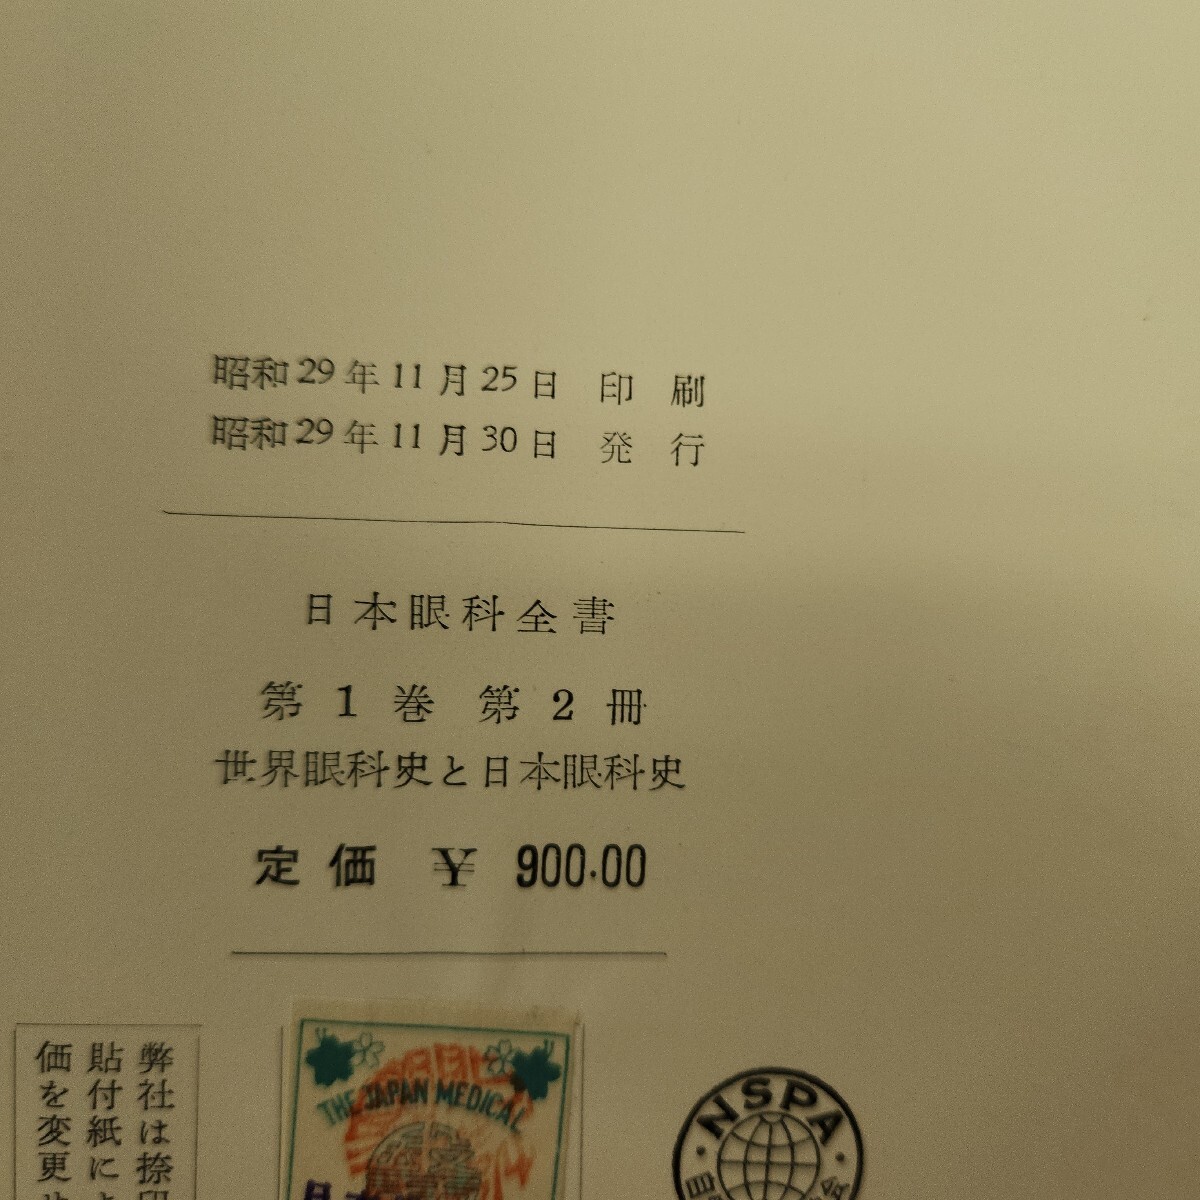 昭和29年11月25日 印刷
昭和29年11月30日 発行
日本眼科全書
第1巻 第2冊
世界眼科史と日本眼科史
定価 ¥ 900.00
弊社は捺印
貼付紙に
価を変更
THE JAPAN MEDICAL
NSPA